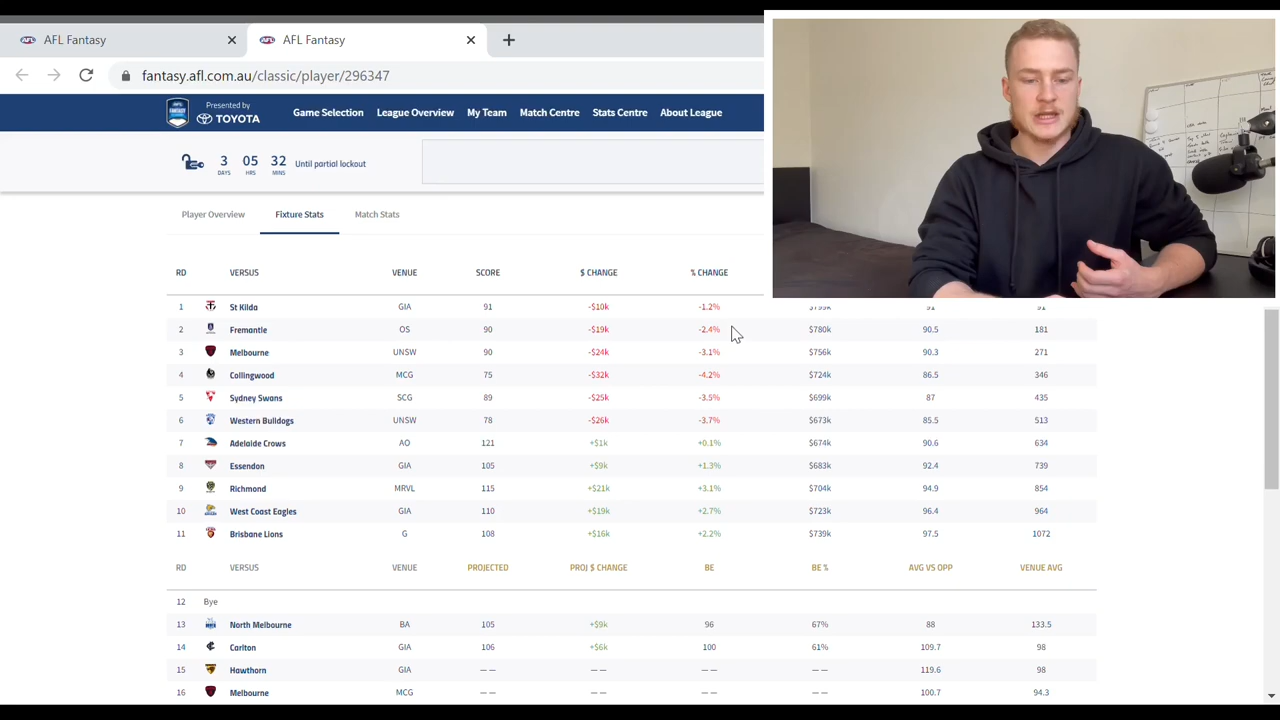 AFL Fantasy
AFL Fantasy
fantasy.afl.com.au/classic/player/296347
Presented by
TOYOTA
Game Selection League Overview My Team Match Centre Stats Centre About League
3 05 32 Until partial lockout
DAYS HRS MINS
Player Overview Fixture Stats Match Stats
RD VERSUS VENUE SCORE $ CHANGE % CHANGE
1 St Kilda GIA 91 -$10k -1.2% $799k 91 91
2 Fremantle OS 90 -$19k -2.4% $780k 90.5 181
3 Melbourne UNSW 90 -$24k -3.1% $756k 90.3 271
4 Collingwood MCG 75 -$32k -4.2% $724k 86.5 346
5 Sydney Swans SCG 89 -$25k -3.5% $699k 87 435
6 Western Bulldogs UNSW 78 -$26k -3.7% $673k 85.5 513
7 Adelaide Crows AO 121 +$1k +0.1% $674k 90.6 634
8 Essendon GIA 105 +$9k +1.3% $683k 92.4 739
9 Richmond MRVL 115 +$21k +3.1% $704k 94.9 854
10 West Coast Eagles GIA 110 +$19k +2.7% $723k 96.4 964
11 Brisbane Lions G 108 +$16k +2.2% $739k 97.5 1072
RD VERSUS VENUE PROJECTED PROJ $ CHANGE BE BE % AVG VS OPP VENUE AVG
12 Bye
13 North Melbourne BA 105 +$9k 96 67% 88 133.5
14 Carlton GIA 106 +$6k 100 61% 109.7 98
15 Hawthorn GIA — — — — — — — — 119.6 98
16 Melbourne MCG — — — — — — — — 100.7 94.3